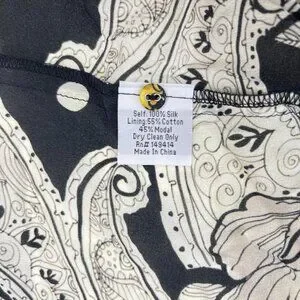 Self: 100% Silk
Lining: 55% Cotton
45% Modal
Dry Clean Only
Rn# 149414
Made In China